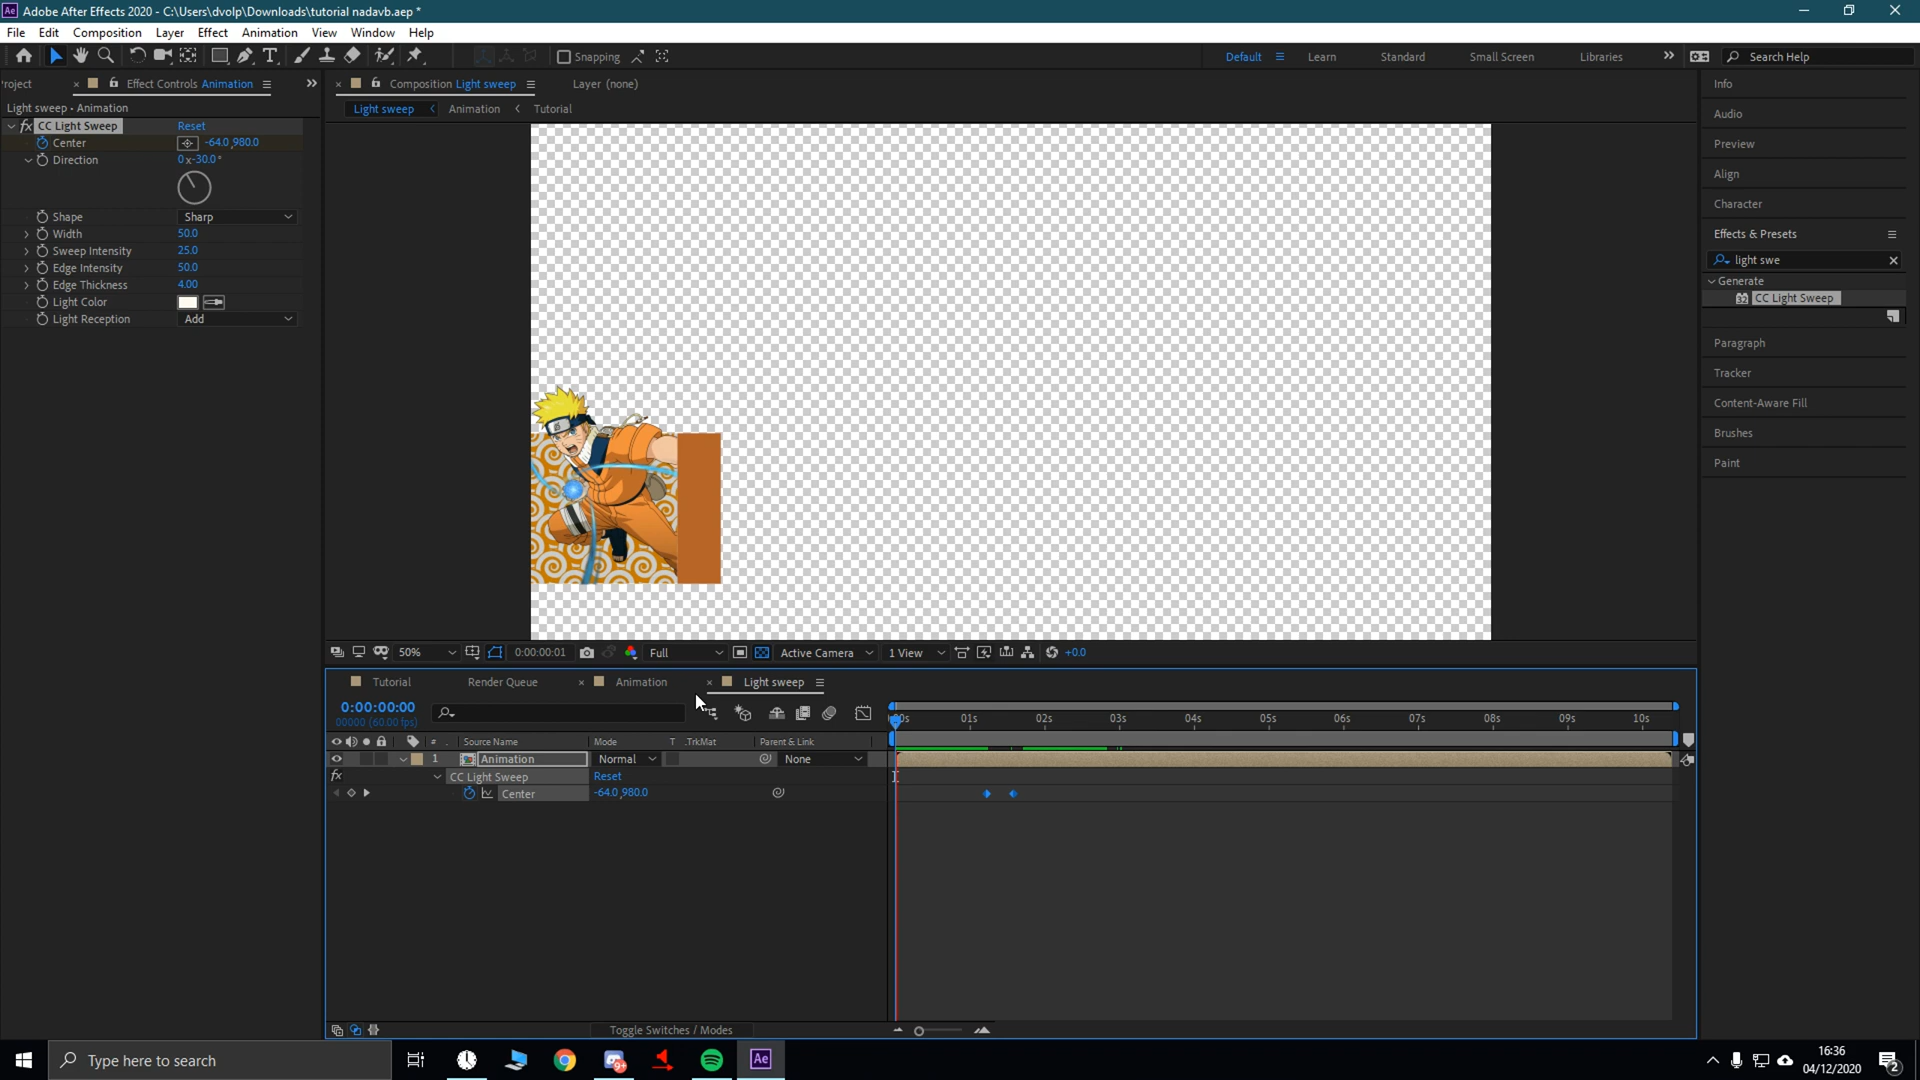 Adobe After Effects 2020 - C:\Users\dvolp\Downloads\tutorial nadavb.aep *
File Edit Composition Layer Effect Animation View Window Help
Snapping
Default Learn Standard Small Screen Libraries Search Help
roject Effect Controls Animation
Light sweep • Animation
fx CC Light Sweep Reset
Center -64.0,980.0
Direction 0x-30.0°
Shape Sharp
Width 50.0
Sweep Intensity 25.0
Edge Intensity 50.0
Edge Thickness 4.00
Light Color
Light Reception Add
Composition Light sweep Layer (none)
Light sweep Animation Tutorial
50% 0:00:00:01 Full Active Camera 1 View +0.0
Info
Audio
Preview
Align
Character
Effects & Presets
light swe
Generate
32 CC Light Sweep
Paragraph
Tracker
Content-Aware Fill
Brushes
Paint
Tutorial Render Queue Animation Light sweep
0:00:00:00
00000 (60.00 fps)
00s 01s 02s 03s 04s 05s 06s 07s 08s 09s 10s
# Source Name Mode T .TrkMat Parent & Link
1 Animation Normal None
fx CC Light Sweep Reset
Center -64.0,980.0
Toggle Switches / Modes
Type here to search
Ae
16:36
04/12/2020
2